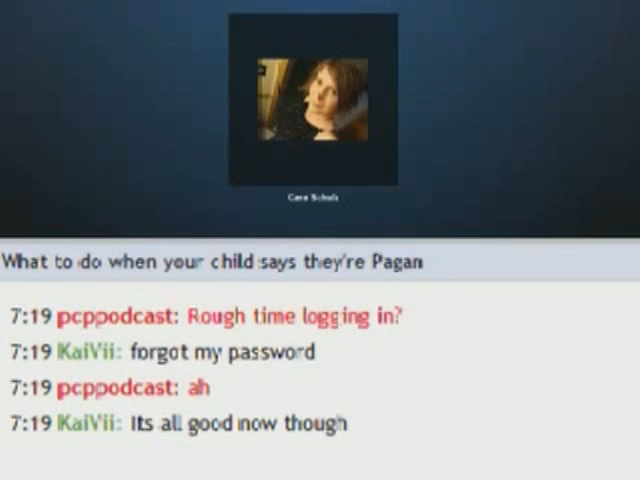 What to do when your child says they're Pagan
7:19 pcppodcast: Rough time logging in?
7:19 KaiVii: forgot my password
7:19 pcppodcast: ah
7:19 KaiVii: Its all good now though